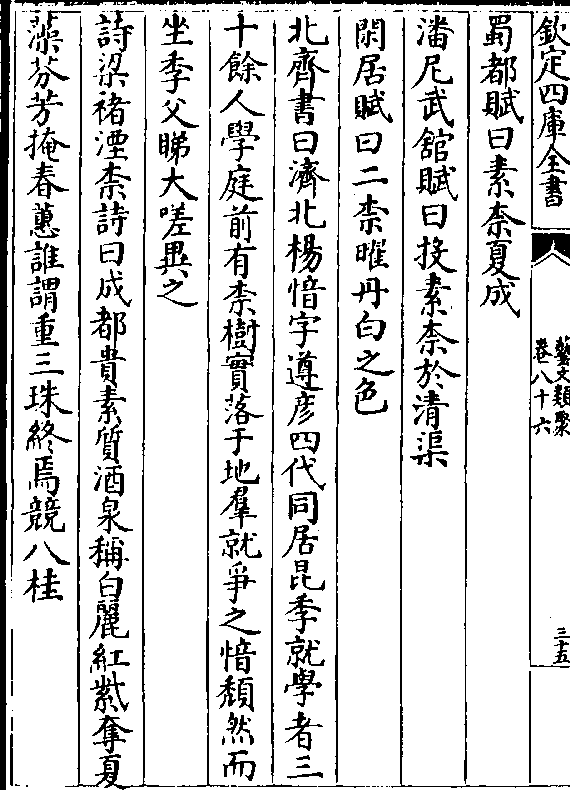 欽定四庫全書
藝文類聚
卷八十六
三十五
蜀都賦曰素柰夏成
潘尼武館賦曰投素柰於清渠
閑居賦曰二柰曜丹白之色
北齊書曰濟北楊愔字遵彦四代同居昆季就學者三
十餘人學庭前有柰樹實落于地羣就爭之愔頹然而
坐季父睇大嗟異之
詩梁褚湮柰詩曰成都貴素質酒泉稱白麗紅紫奪夏
藻芬芳掩春蕙誰謂重三珠終焉競八桂